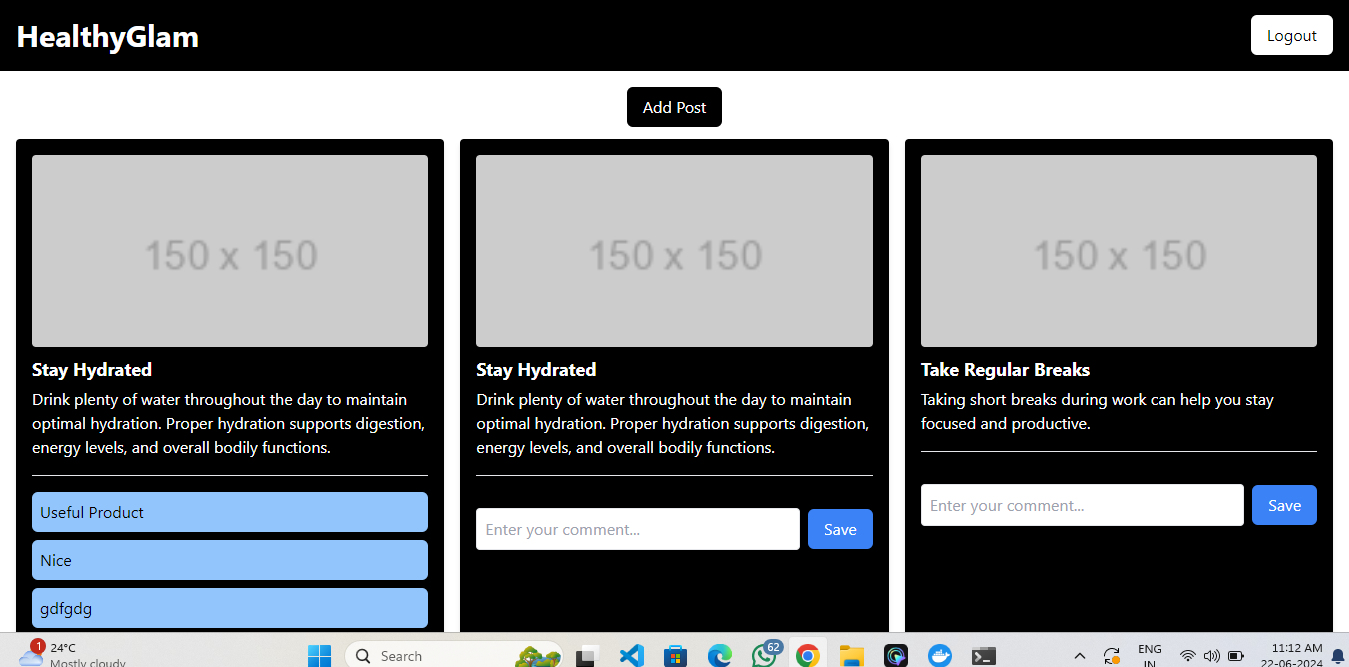 HealthyGlam
Logout
Add Post
150 x 150
Stay Hydrated
Drink plenty of water throughout the day to maintain
optimal hydration. Proper hydration supports digestion,
energy levels, and overall bodily functions.
Useful Product
Nice
gdfgdg
150 x 150
Stay Hydrated
Drink plenty of water throughout the day to maintain
optimal hydration. Proper hydration supports digestion,
energy levels, and overall bodily functions.
Enter your comment...
Save
150 x 150
Take Regular Breaks
Taking short breaks during work can help you stay
focused and productive.
Enter your comment...
Save
1
24°C
Mostly cloudy
Search
62
ENG
IN
11:12 AM
22-06-2024